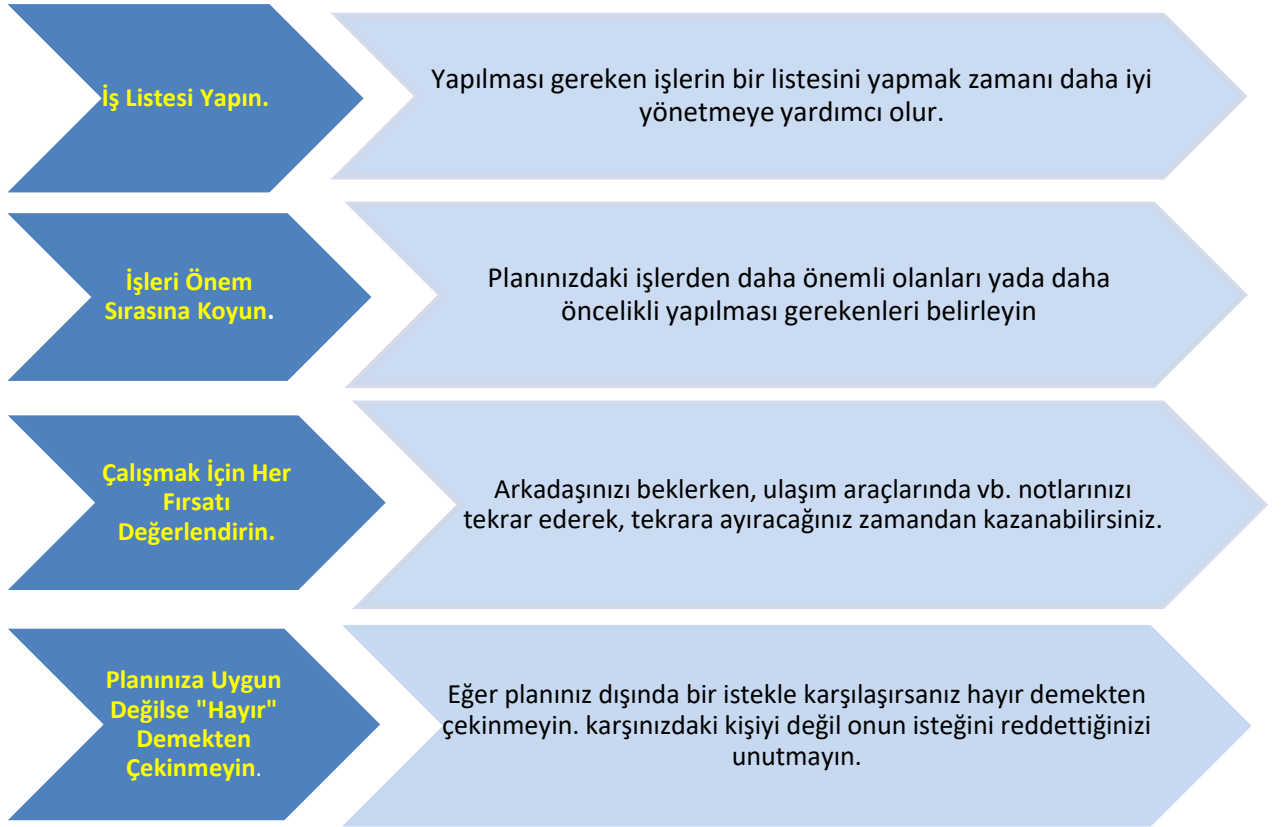 İş Listesi Yapın.
Yapılması gereken işlerin bir listesini yapmak zamanı daha iyi
yönetmeye yardımcı olur.
İşleri Önem
Sırasına Koyun.
Planınızdaki işlerden daha önemli olanları yada daha
öncelikli yapılması gerekenleri belirleyin
Çalışmak İçin Her
Fırsatı
Değerlendirin.
Arkadaşınızı beklerken, ulaşım araçlarında vb. notlarınızı
tekrar ederek, tekrara ayıracağınız zamandan kazanabilirsiniz.
Planınıza Uygun
Değilse "Hayır"
Demekten
Çekinmeyin.
Eğer planınız dışında bir istekle karşılaşırsanız hayır demekten
çekinmeyin. karşınızdaki kişiyi değil onun isteğini reddettiğinizi
unutmayın.